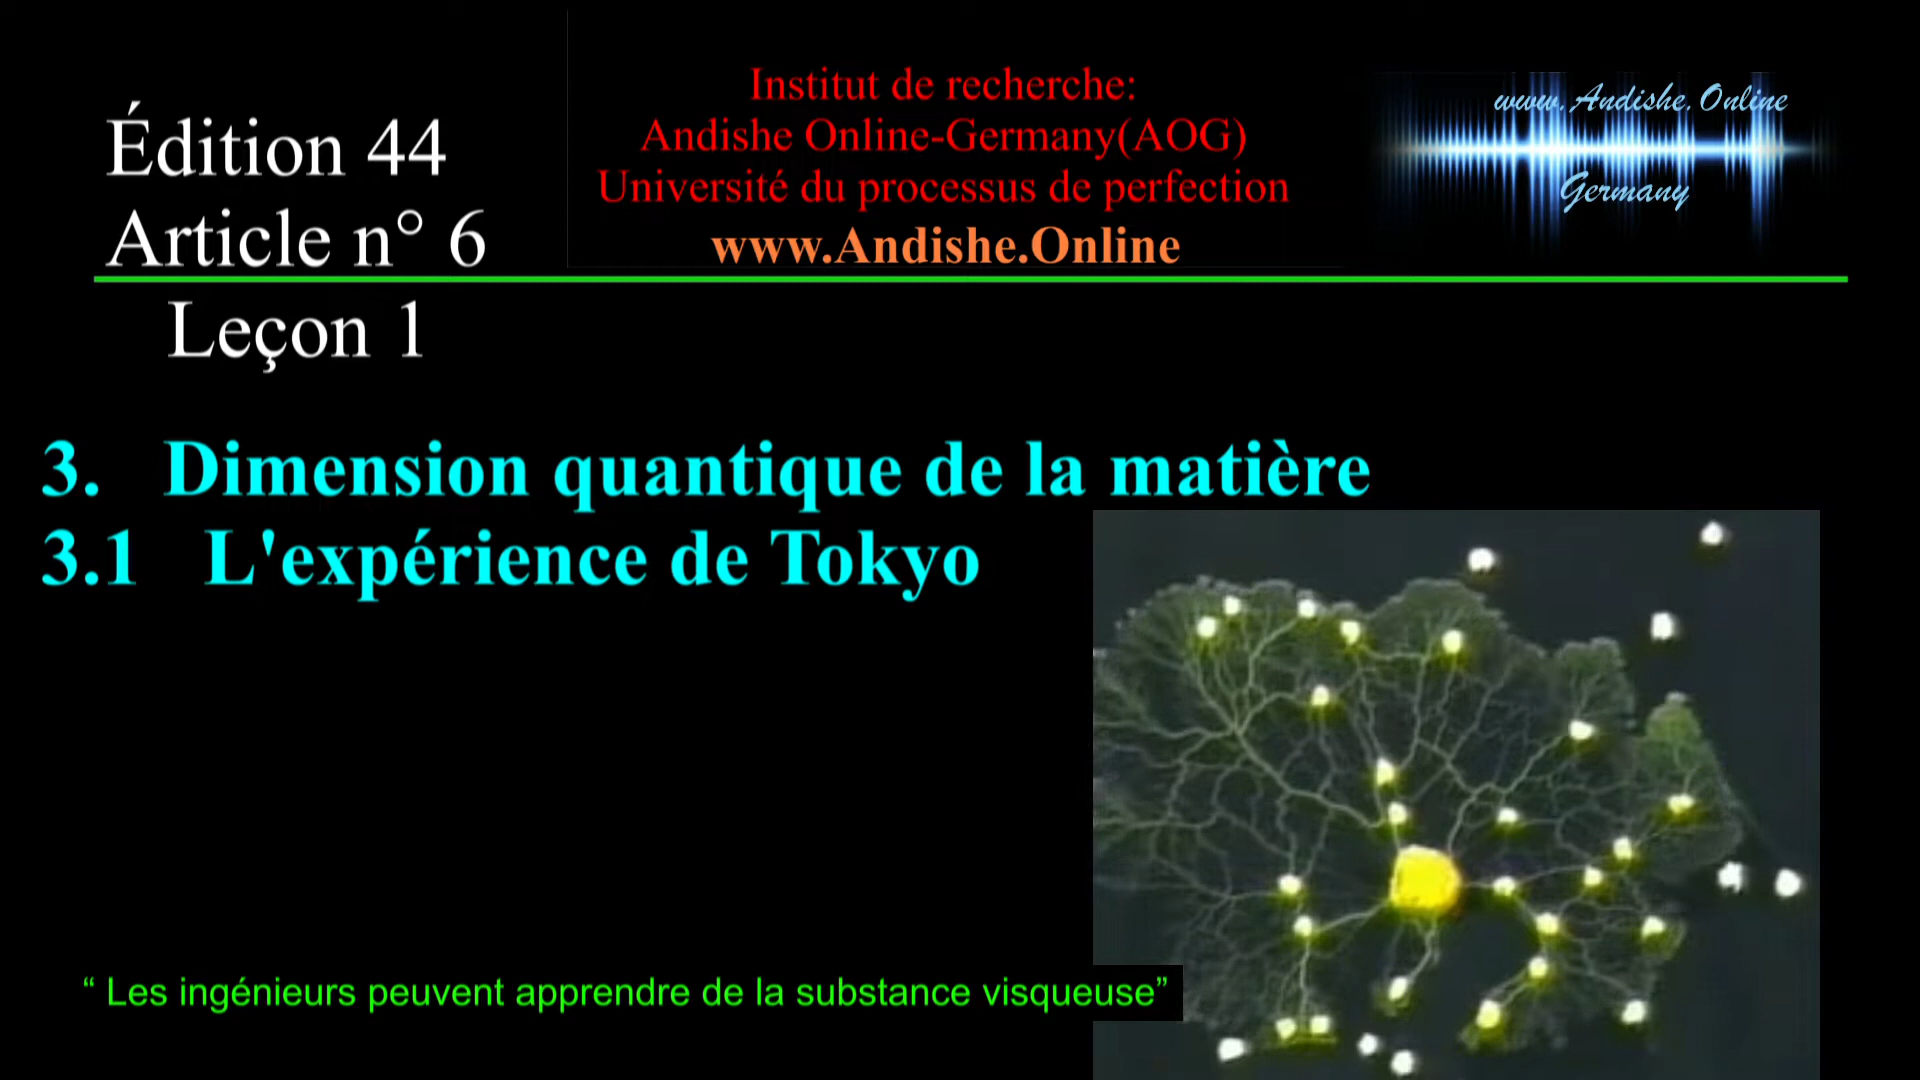 Édition 44
Article n° 6
Leçon 1
Institut de recherche:
Andishe Online-Germany(AOG)
Université du processus de perfection
www.Andishe.Online
www.Andishe.Online
Germany
3. Dimension quantique de la matière
3.1 L'expérience de Tokyo
“ Les ingénieurs peuvent apprendre de la substance visqueuse”